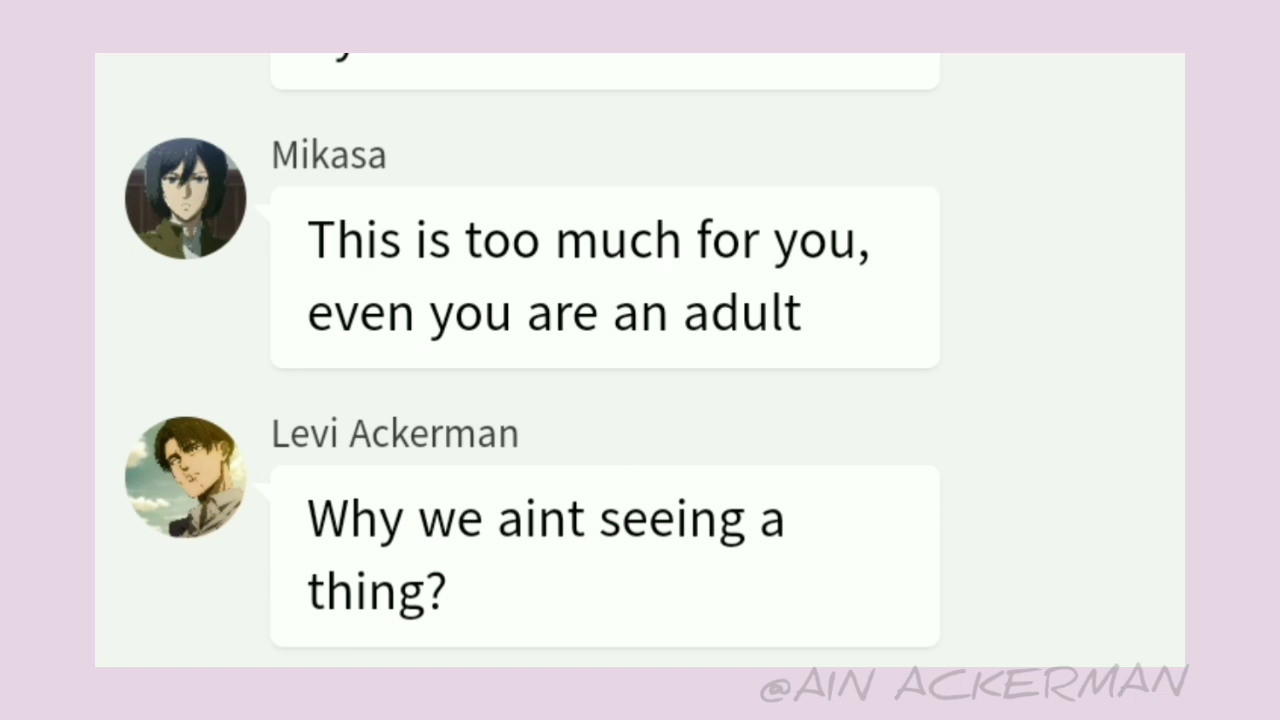 Mikasa
This is too much for you,
even you are an adult
Levi Ackerman
Why we aint seeing a
thing?
@AIN ACKERMAN